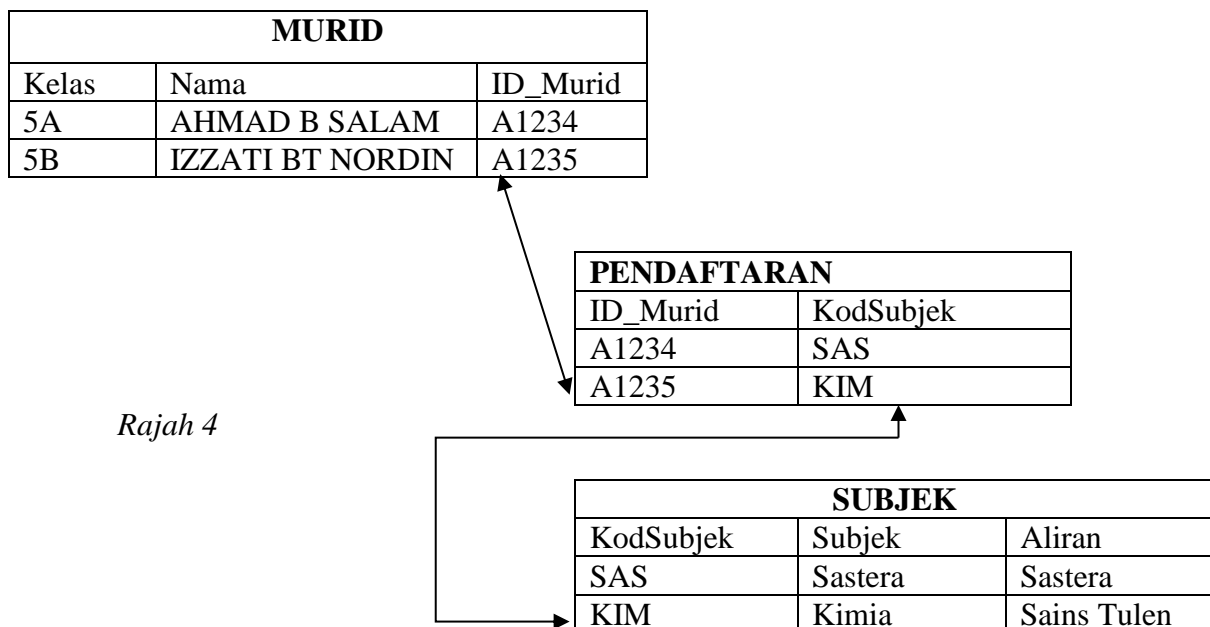 MURID
Kelas Nama ID_Murid
5A AHMAD B SALAM A1234
5B IZZATI BT NORDIN A1235
PENDAFTARAN
ID_Murid KodSubjek
A1234 SAS
A1235 KIM
Rajah 4
SUBJEK
KodSubjek Subjek Aliran
SAS Sastera Sastera
KIM Kimia Sains Tulen